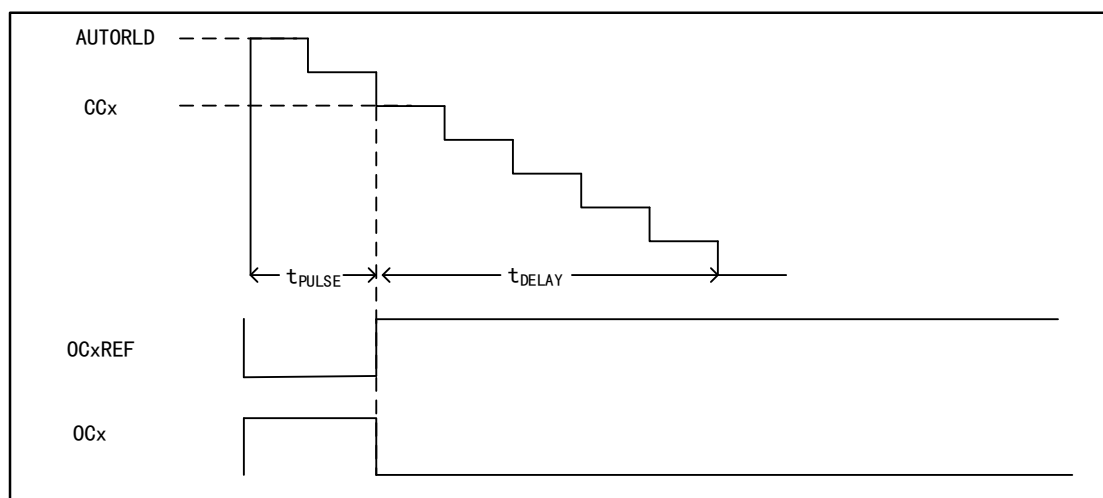 AUTORLD
CCx
tPULSE
tDELAY
OCxREF
OCx